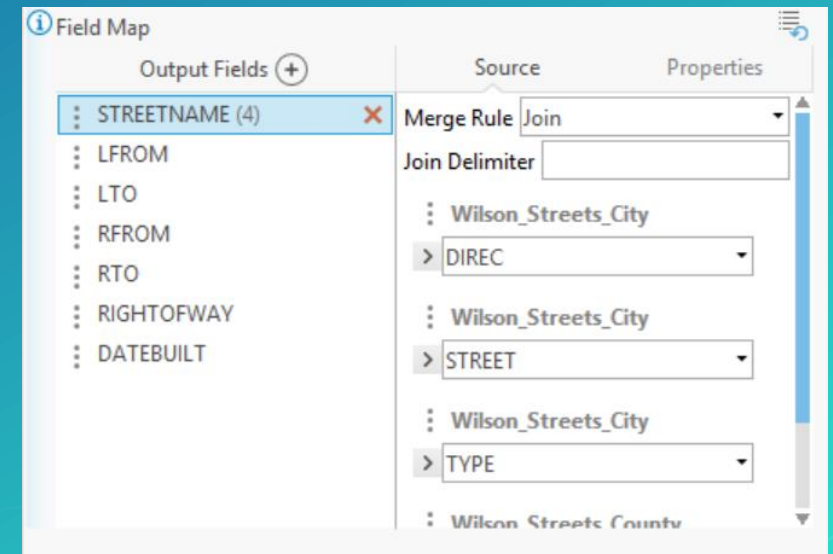 Field Map
Output Fields
Source Properties
STREETNAME (4)
LFROM
LTO
RFROM
RTO
RIGHTOFWAY
DATEBUILT
Merge Rule Join
Join Delimiter
Wilson_Streets_City
DIREC
Wilson_Streets_City
STREET
Wilson_Streets_City
TYPE
Wilson_Streets_County